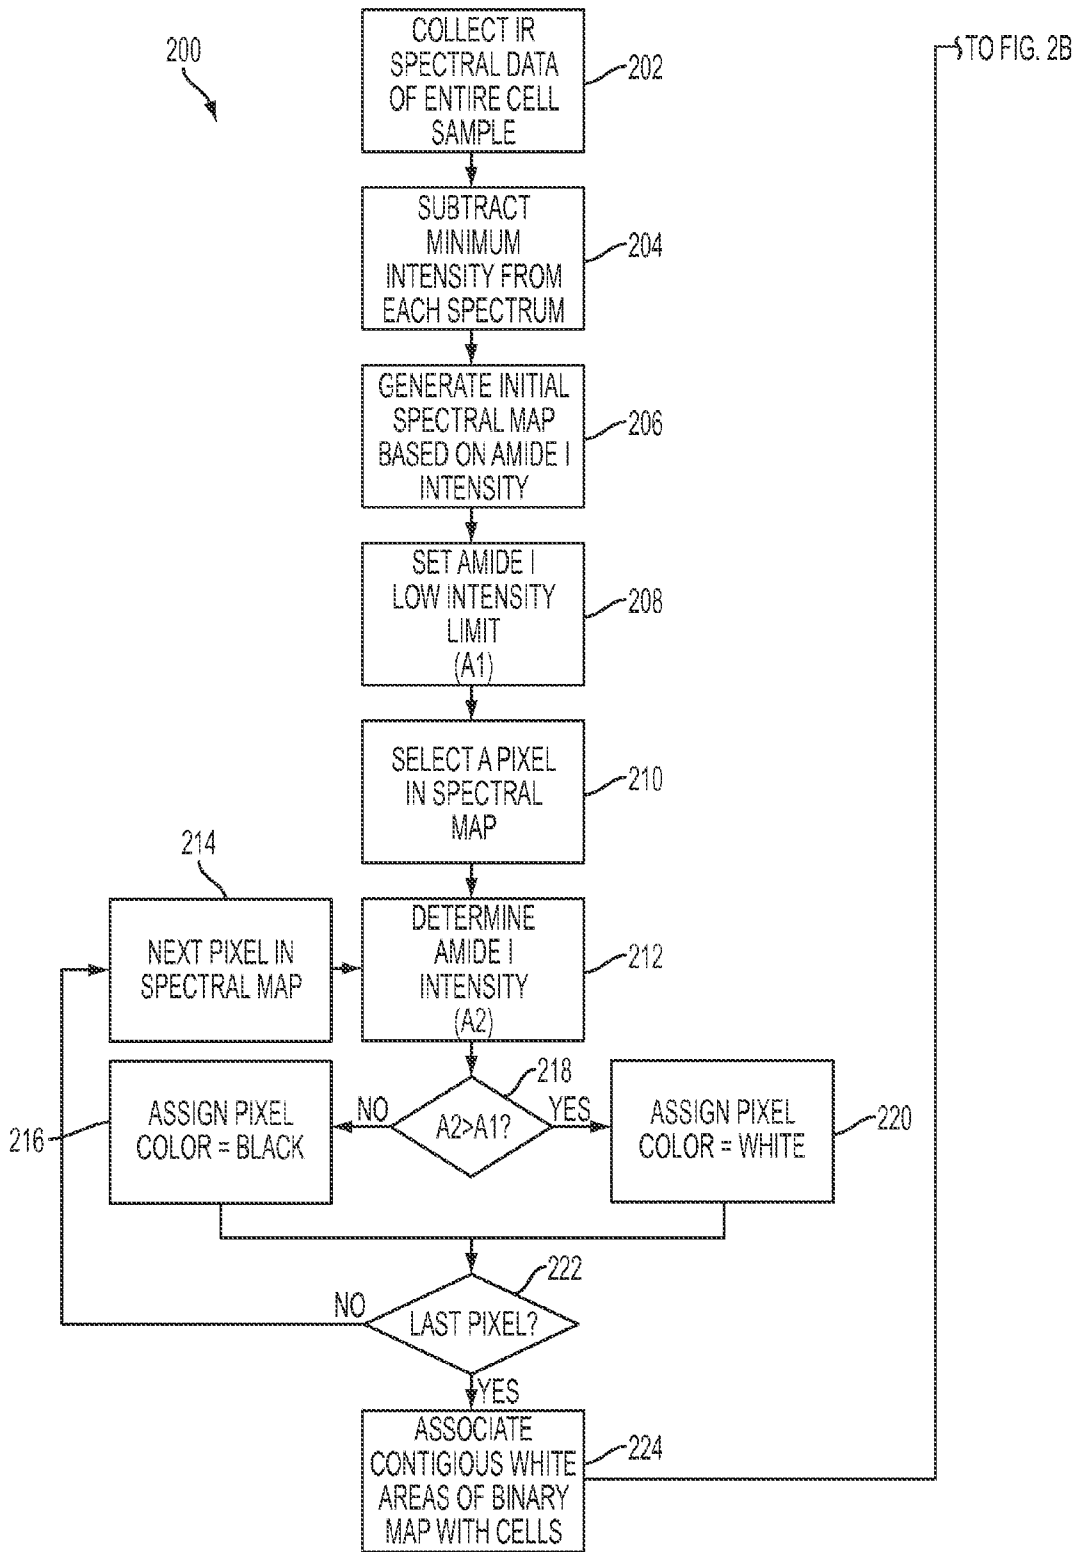 200
COLLECT IR
SPECTRAL DATA
OF ENTIRE CELL
SAMPLE
202
TO FIG. 2B
SUBTRACT
MINIMUM
INTENSITY FROM
EACH SPECTRUM
204
GENERATE INITIAL
SPECTRAL MAP
BASED ON AMIDE I
INTENSITY
206
SET AMIDE I
LOW INTENSITY
LIMIT
(A1)
208
SELECT A PIXEL
IN SPECTRAL
MAP
210
214
NEXT PIXEL IN
SPECTRAL MAP
DETERMINE
AMIDE I
INTENSITY
(A2)
212
218
NO
A2>A1?
YES
216
ASSIGN PIXEL
COLOR = BLACK
ASSIGN PIXEL
COLOR = WHITE
220
222
NO
LAST PIXEL?
YES
ASSOCIATE
CONTIGIOUS WHITE
AREAS OF BINARY
MAP WITH CELLS
224